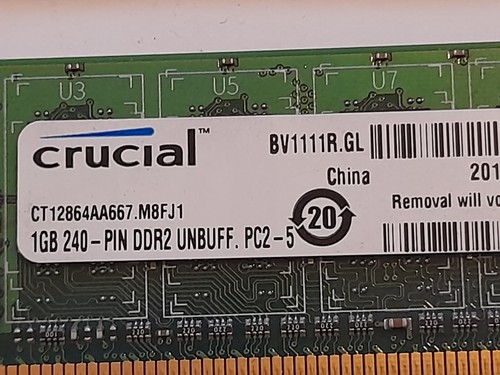 U3 U5 U7
crucial™ BV1111R.GL
China 201
CT12864AA667.M8FJ1 Removal will vo
1GB 240-PIN DDR2 UNBUFF. PC2-5 20